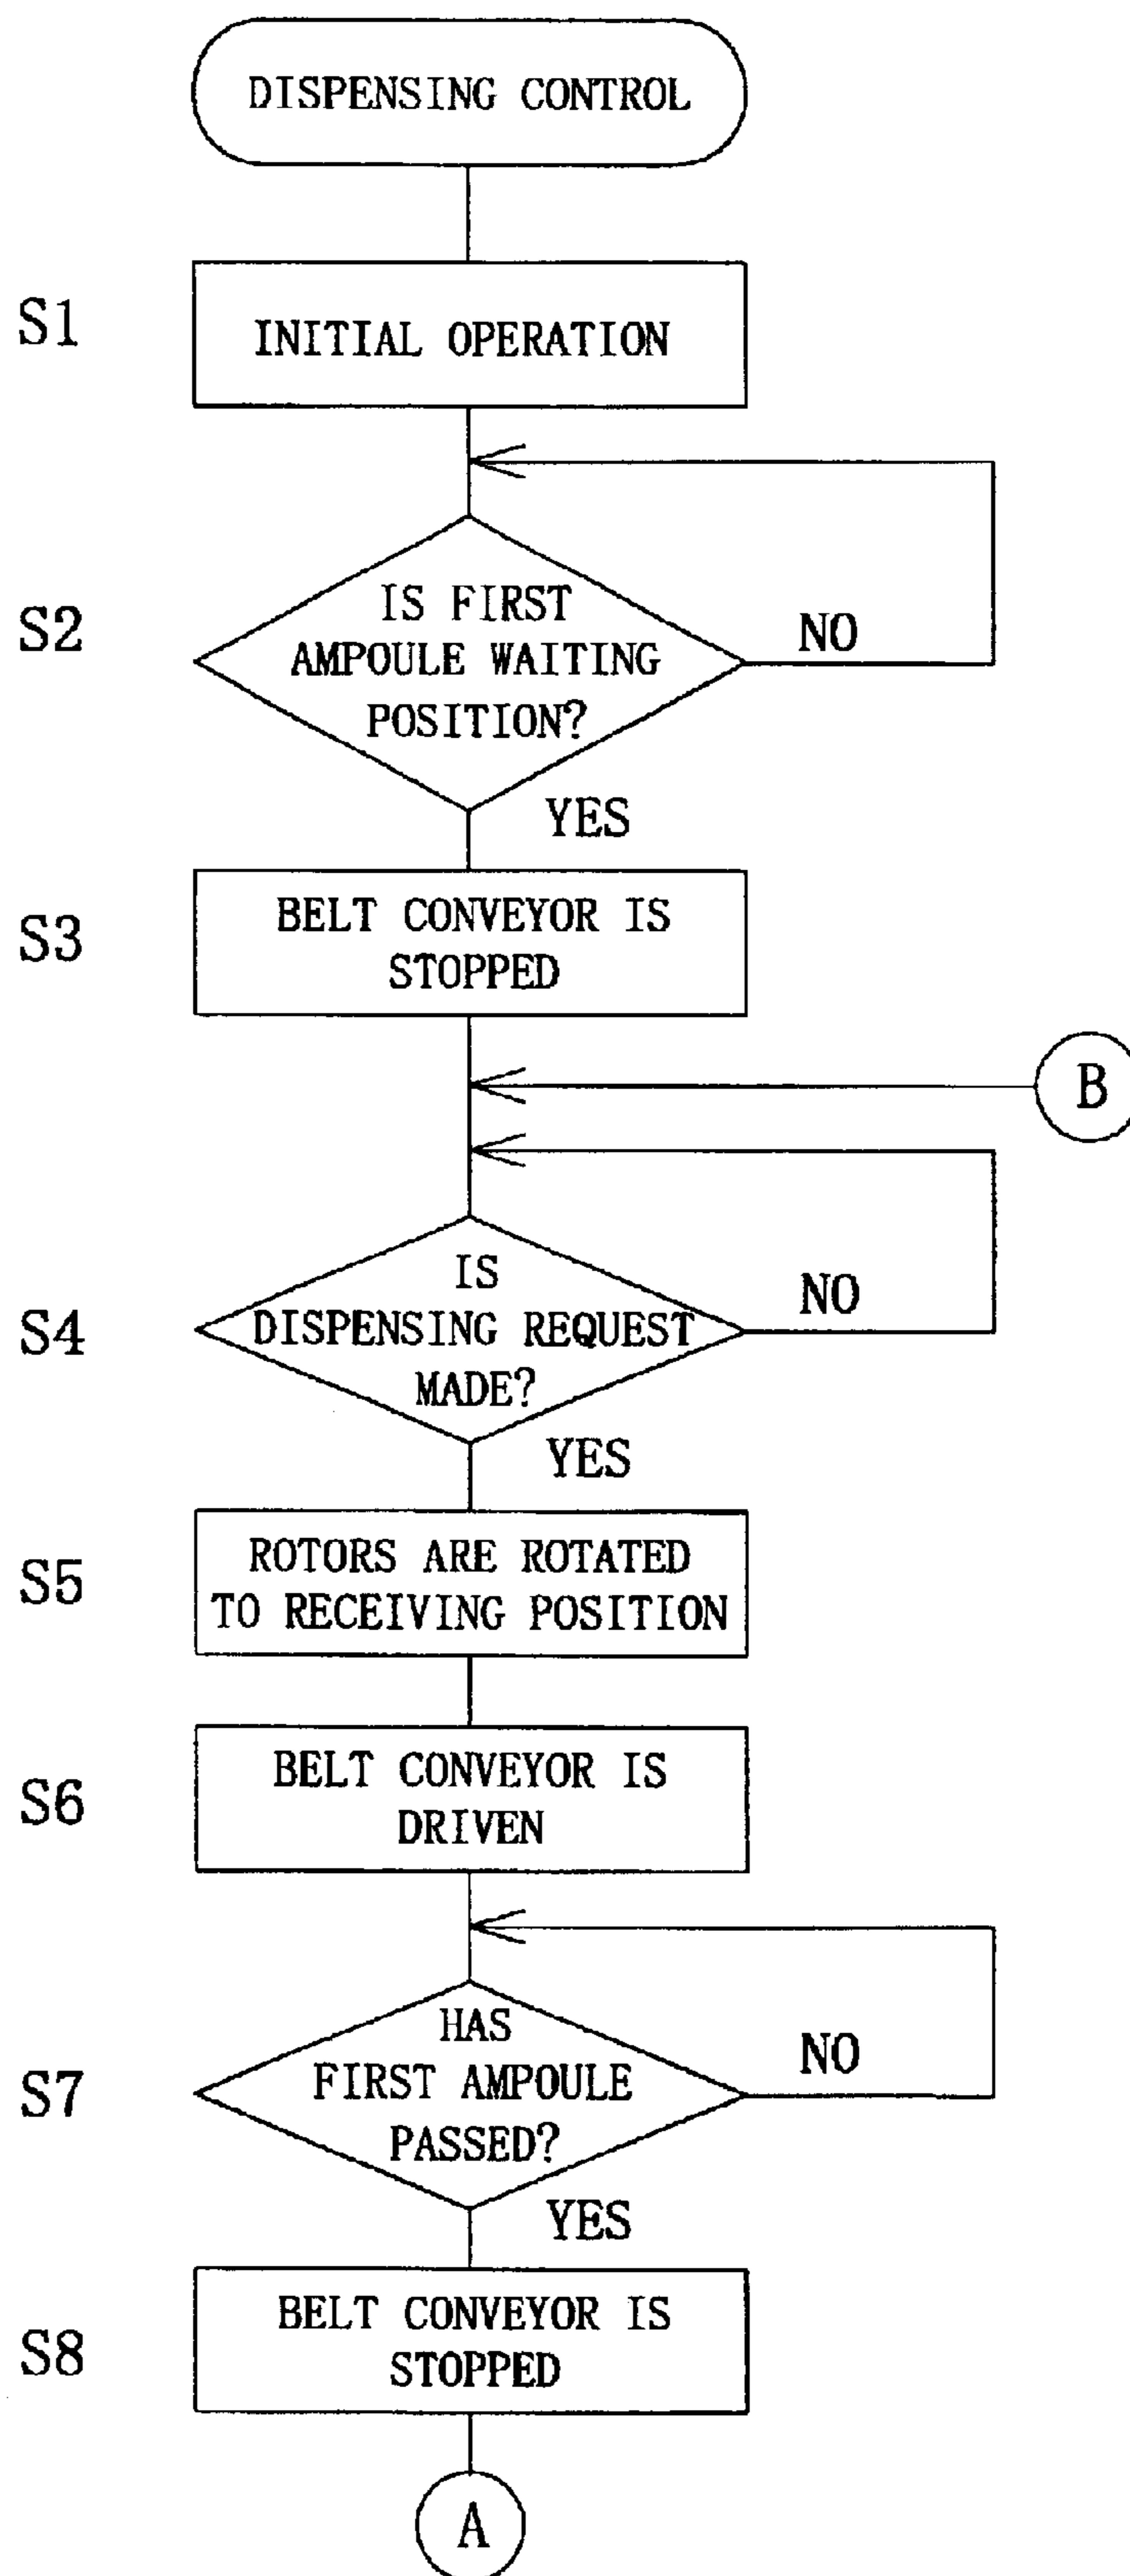 DISPENSING CONTROL
S1
INITIAL OPERATION
S2
IS FIRST
AMPOULE WAITING
POSITION?
NO
YES
S3
BELT CONVEYOR IS
STOPPED
B
S4
IS
DISPENSING REQUEST
MADE?
NO
YES
S5
ROTORS ARE ROTATED
TO RECEIVING POSITION
S6
BELT CONVEYOR IS
DRIVEN
S7
HAS
FIRST AMPOULE
PASSED?
NO
YES
S8
BELT CONVEYOR IS
STOPPED
A